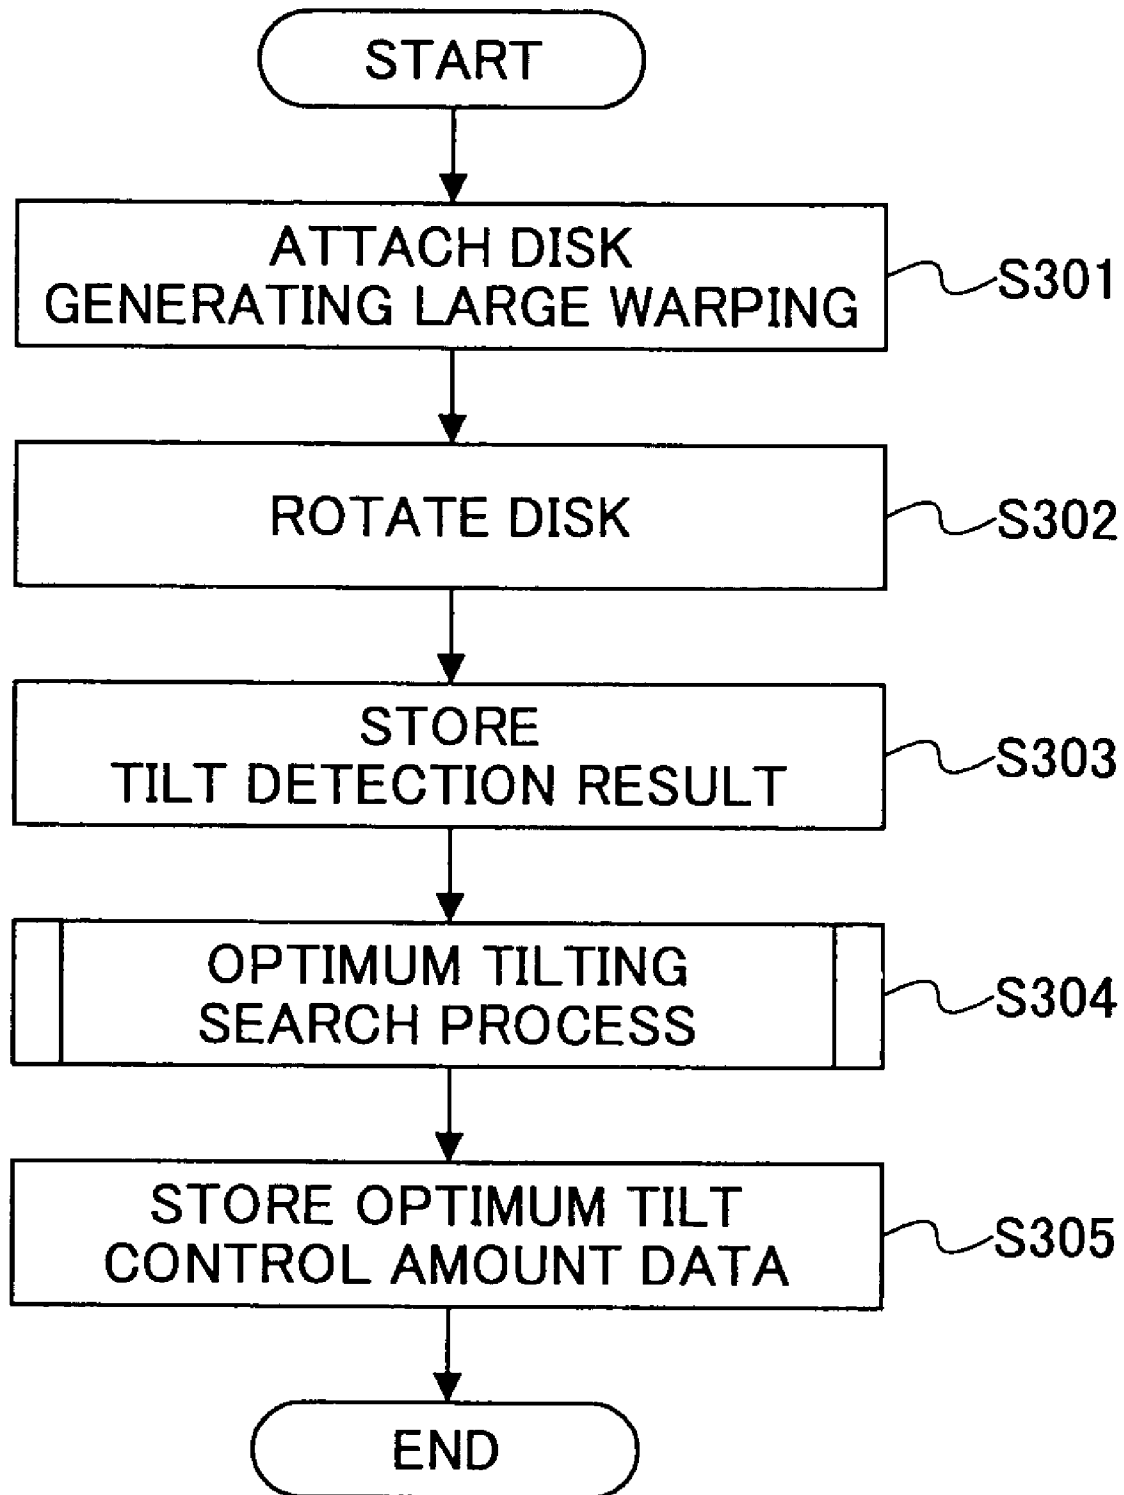 START
ATTACH DISK
GENERATING LARGE WARPING
S301
ROTATE DISK
S302
STORE
TILT DETECTION RESULT
S303
OPTIMUM TILTING
SEARCH PROCESS
S304
STORE OPTIMUM TILT
CONTROL AMOUNT DATA
S305
END